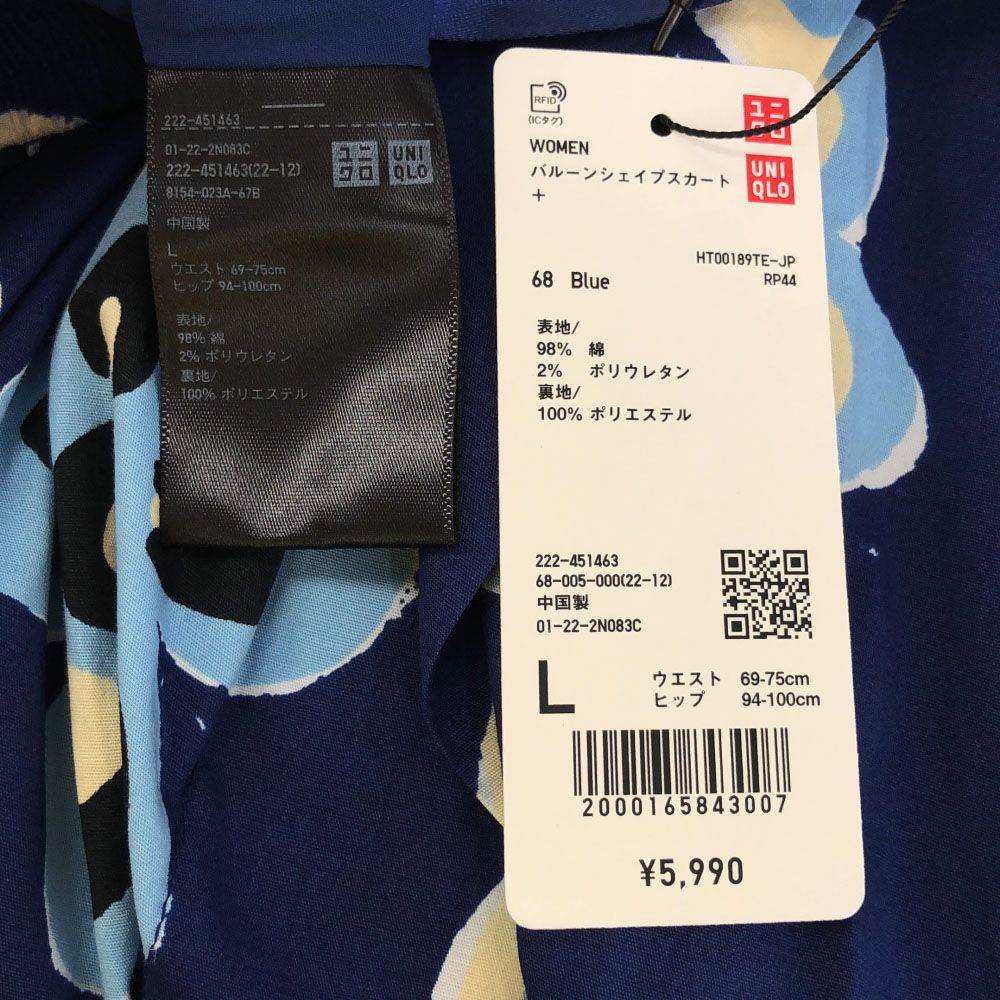 222-451463
01-22-2N083C
222-451463(22-12)
8154-023A-67B
ユニクロ
UNIQLO
中国製
L
ウエスト 69-75cm
ヒップ 94-100cm
表地/
98% 綿
2% ポリウレタン
裏地/
100% ポリエステル
RFID
(ICタグ)
ユニクロ
UNIQLO
WOMEN
バルーンシェイプスカート
+
HT00189TE-JP
RP44
68 Blue
表地/
98% 綿
2% ポリウレタン
裏地/
100% ポリエステル
222-451463
68-005-000(22-12)
中国製
01-22-2N083C
L
ウエスト 69-75cm
ヒップ 94-100cm
2000165843007
¥5,990